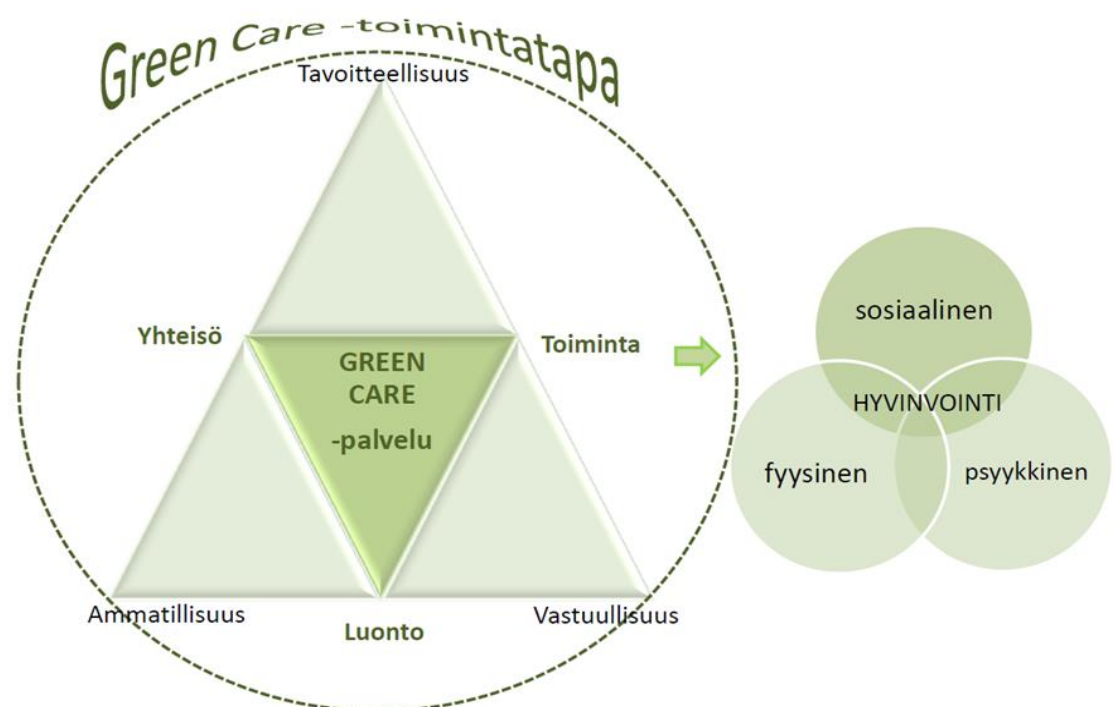 Green Care -toimintatapa
Tavoitteellisuus
Yhteisö
Toiminta
GREEN
CARE
-palvelu
Ammatillisuus
Luonto
Vastuullisuus
sosiaalinen
HYVINVOINTI
fyysinen
psyykkinen